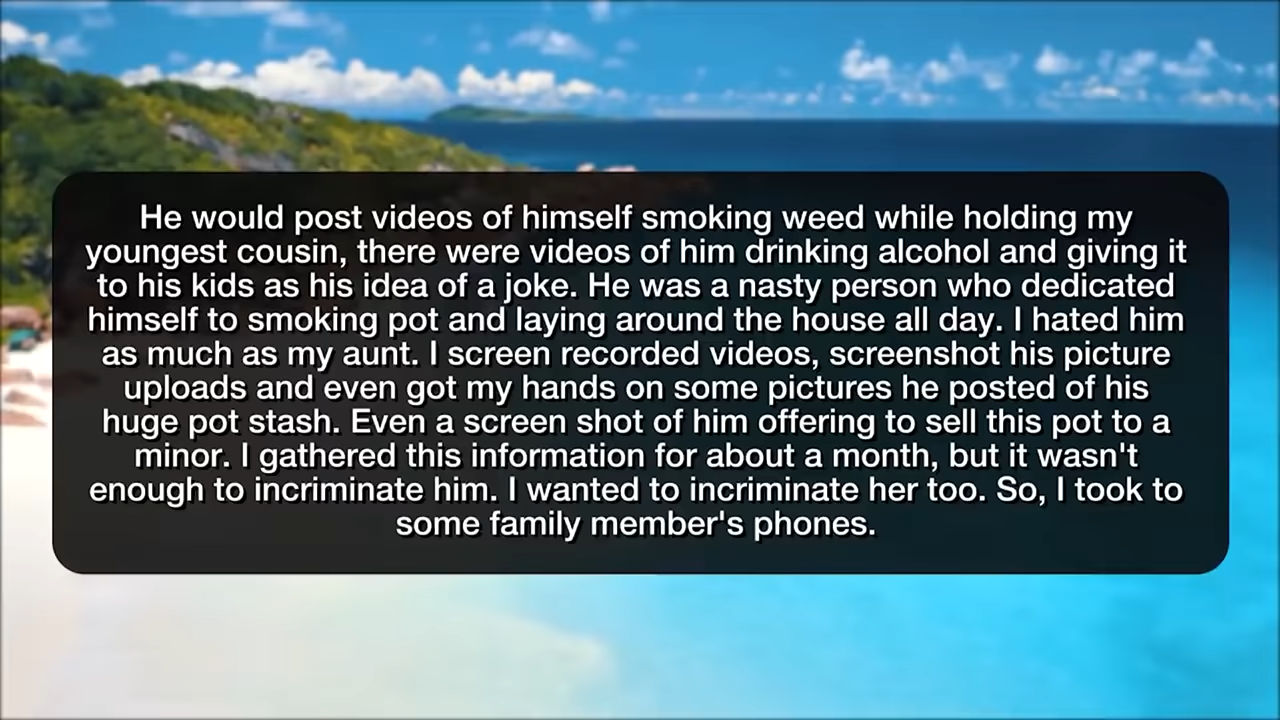 He would post videos of himself smoking weed while holding my
youngest cousin, there were videos of him drinking alcohol and giving it
to his kids as his idea of a joke. He was a nasty person who dedicated
himself to smoking pot and laying around the house all day. I hated him
as much as my aunt. I screen recorded videos, screenshot his picture
uploads and even got my hands on some pictures he posted of his
huge pot stash. Even a screen shot of him offering to sell this pot to a
minor. I gathered this information for about a month, but it wasn't
enough to incriminate him. I wanted to incriminate her too. So, I took to
some family member's phones.